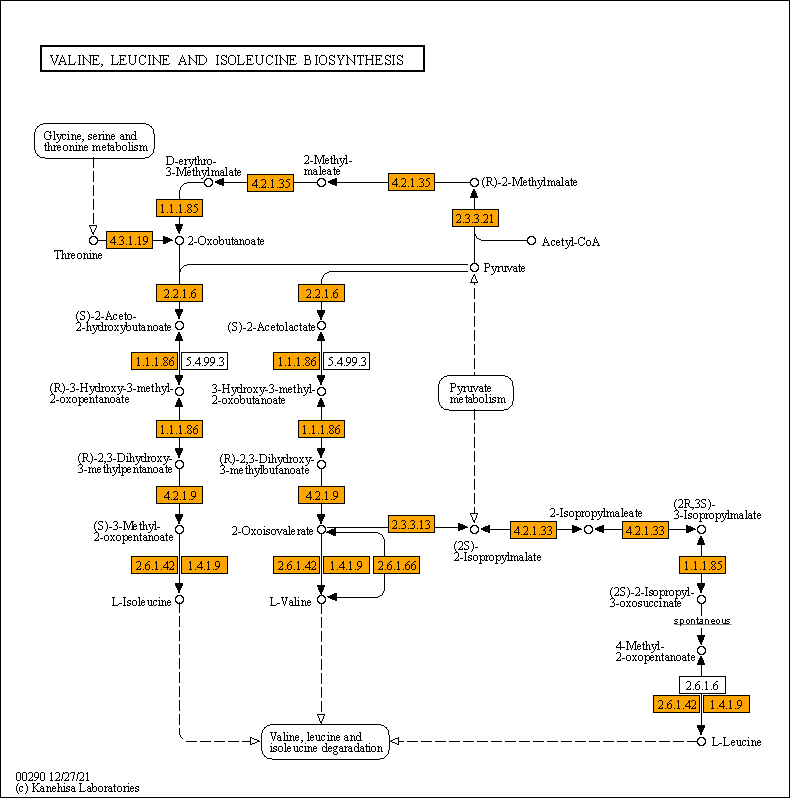 VALINE, LEUCINE AND ISOLEUCINE BIOSYNTHESIS
Glycine, serine and
threonine metabolism
D-erythro-
3-Methylmalate
2-Methyl-
maleate
4.2.1.35
4.2.1.35
(R)-2-Methylmalate
1.1.1.85
2.3.3.21
Threonine
4.3.1.19
2-Oxobutanoate
Acetyl-CoA
Pyruvate
2.2.1.6
2.2.1.6
(S)-2-Aceto-
2-hydroxybutanoate
(S)-2-Acetolactate
1.1.1.86
5.4.99.3
1.1.1.86
5.4.99.3
(R)-3-Hydroxy-3-methyl-
2-oxopentanoate
3-Hydroxy-3-methyl-
2-oxobutanoate
Pyruvate
metabolism
1.1.1.86
1.1.1.86
(R)-2,3-Dihydroxy-
3-methylpentanoate
(R)-2,3-Dihydroxy-
3-methylbutanoate
4.2.1.9
4.2.1.9
(S)-3-Methyl-
2-oxopentanoate
2-Oxoisovalerate
2.3.3.13
(2S)-
2-Isopropylmalate
4.2.1.33
2-Isopropylmaleate
4.2.1.33
(2R,3S)-
3-Isopropylmalate
2.6.1.42
1.4.1.9
2.6.1.42
1.4.1.9
2.6.1.66
1.1.1.85
L-Isoleucine
L-Valine
(2S)-2-Isopropyl-
3-oxosuccinate
spontaneous
4-Methyl-
2-oxopentanoate
2.6.1.6
2.6.1.42
1.4.1.9
Valine, leucine and
isoleucine degaradation
L-Leucine
00290 12/27/21
(c) Kanehisa Laboratories